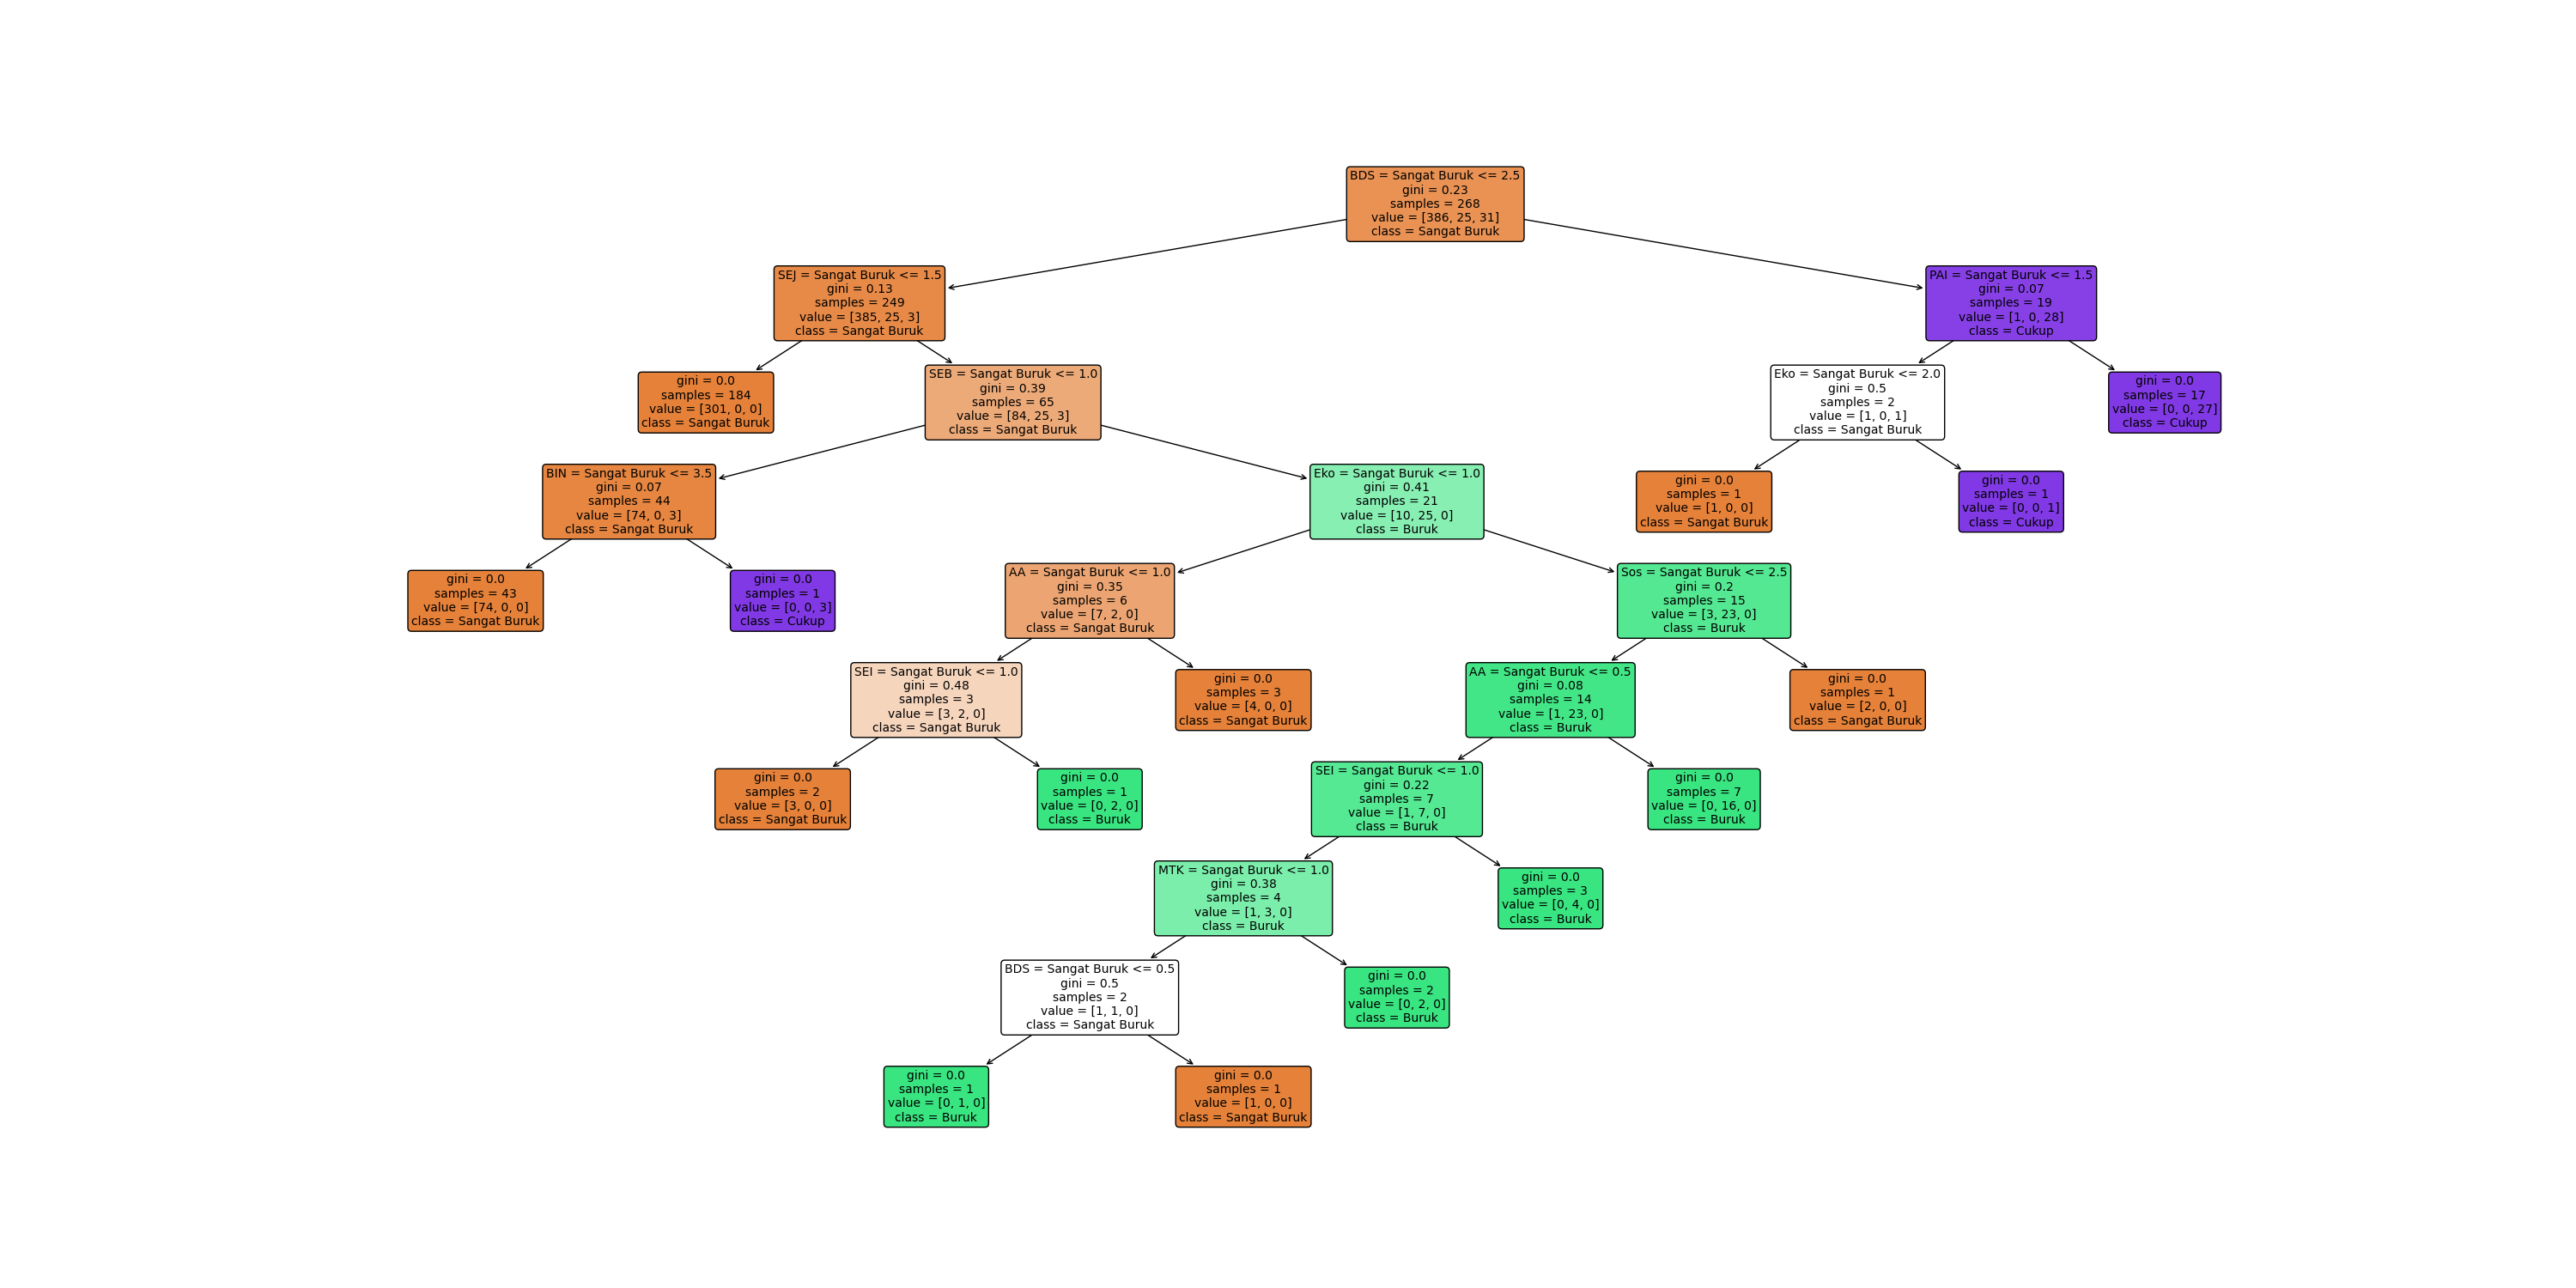 BDS = Sangat Buruk <= 2.5
gini = 0.23
samples = 268
value = [386, 25, 31]
class = Sangat Buruk
SEJ = Sangat Buruk <= 1.5
gini = 0.13
samples = 249
value = [385, 25, 3]
class = Sangat Buruk
PAI = Sangat Buruk <= 1.5
gini = 0.07
samples = 19
value = [1, 0, 28]
class = Cukup
gini = 0.0
samples = 184
value = [301, 0, 0]
class = Sangat Buruk
SEB = Sangat Buruk <= 1.0
gini = 0.39
samples = 65
value = [84, 25, 3]
class = Sangat Buruk
Eko = Sangat Buruk <= 2.0
gini = 0.5
samples = 2
value = [1, 0, 1]
class = Sangat Buruk
gini = 0.0
samples = 17
value = [0, 0, 27]
class = Cukup
BIN = Sangat Buruk <= 3.5
gini = 0.07
samples = 44
value = [74, 0, 3]
class = Sangat Buruk
Eko = Sangat Buruk <= 1.0
gini = 0.41
samples = 21
value = [10, 25, 0]
class = Buruk
gini = 0.0
samples = 1
value = [1, 0, 0]
class = Sangat Buruk
gini = 0.0
samples = 1
value = [0, 0, 1]
class = Cukup
gini = 0.0
samples = 43
value = [74, 0, 0]
class = Sangat Buruk
gini = 0.0
samples = 1
value = [0, 0, 3]
class = Cukup
AA = Sangat Buruk <= 1.0
gini = 0.35
samples = 6
value = [7, 2, 0]
class = Sangat Buruk
Sos = Sangat Buruk <= 2.5
gini = 0.2
samples = 15
value = [3, 23, 0]
class = Buruk
SEI = Sangat Buruk <= 1.0
gini = 0.48
samples = 3
value = [3, 2, 0]
class = Sangat Buruk
gini = 0.0
samples = 3
value = [4, 0, 0]
class = Sangat Buruk
AA = Sangat Buruk <= 0.5
gini = 0.08
samples = 14
value = [1, 23, 0]
class = Buruk
gini = 0.0
samples = 1
value = [2, 0, 0]
class = Sangat Buruk
gini = 0.0
samples = 2
value = [3, 0, 0]
class = Sangat Buruk
gini = 0.0
samples = 1
value = [0, 2, 0]
class = Buruk
SEI = Sangat Buruk <= 1.0
gini = 0.22
samples = 7
value = [1, 7, 0]
class = Buruk
gini = 0.0
samples = 7
value = [0, 16, 0]
class = Buruk
MTK = Sangat Buruk <= 1.0
gini = 0.38
samples = 4
value = [1, 3, 0]
class = Buruk
gini = 0.0
samples = 3
value = [0, 4, 0]
class = Buruk
BDS = Sangat Buruk <= 0.5
gini = 0.5
samples = 2
value = [1, 1, 0]
class = Sangat Buruk
gini = 0.0
samples = 2
value = [0, 2, 0]
class = Buruk
gini = 0.0
samples = 1
value = [0, 1, 0]
class = Buruk
gini = 0.0
samples = 1
value = [1, 0, 0]
class = Sangat Buruk